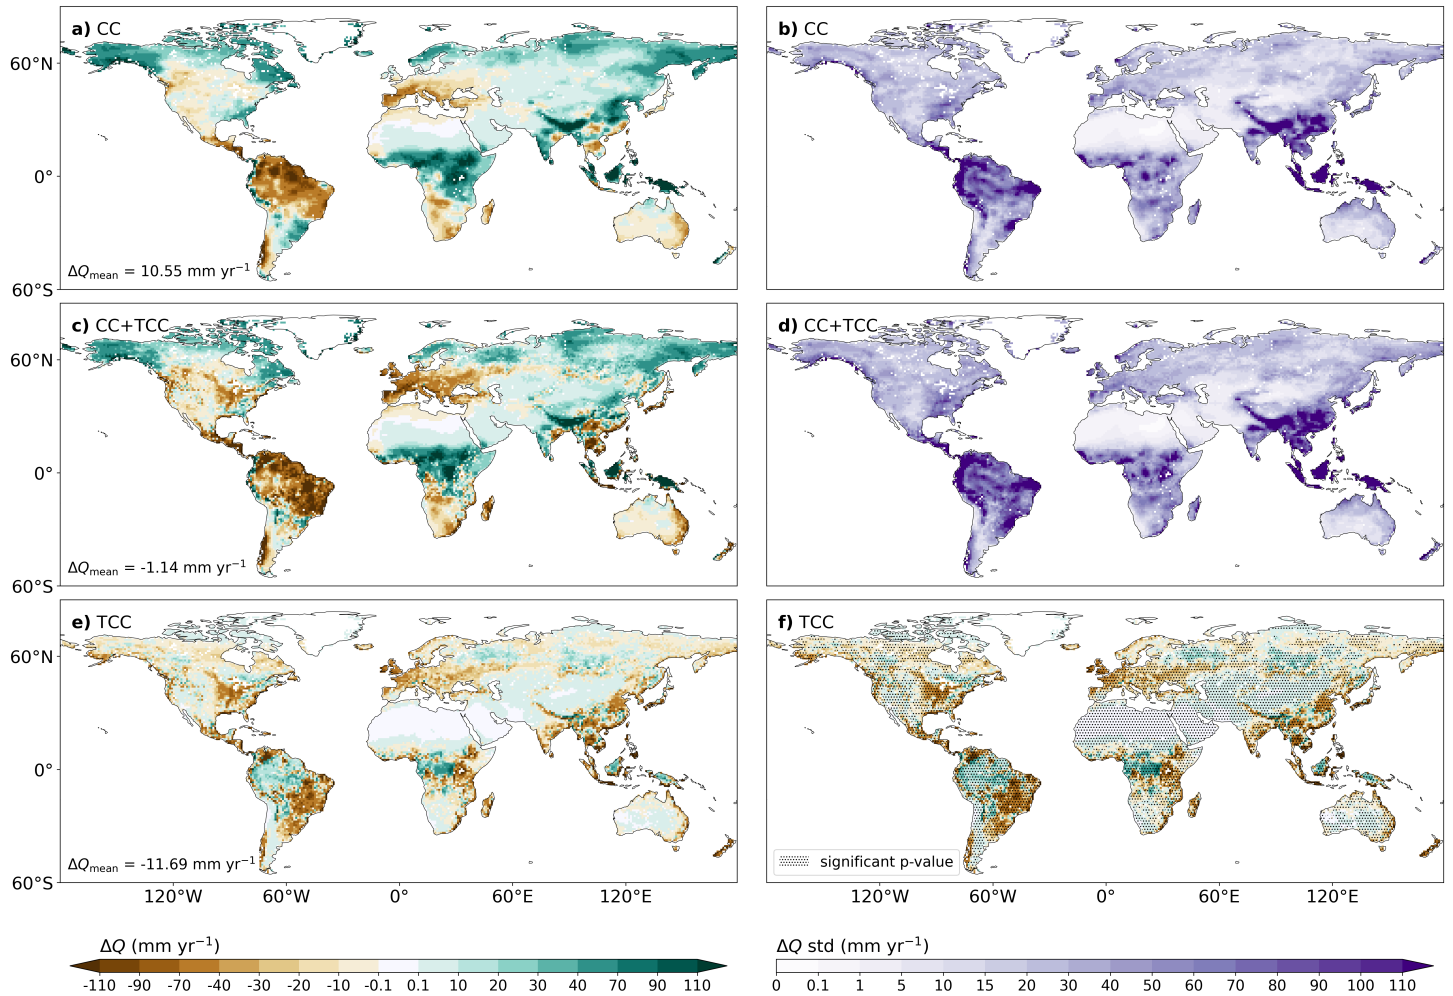 a) CC
b) CC
60°N
0°
60°S
ΔQmean = 10.55 mm yr⁻¹
c) CC+TCC
d) CC+TCC
60°N
0°
60°S
ΔQmean = -1.14 mm yr⁻¹
e) TCC
f) TCC
60°N
0°
60°S
ΔQmean = -11.69 mm yr⁻¹
significant p-value
120°W 60°W 0° 60°E 120°E
120°W 60°W 0° 60°E 120°E
ΔQ (mm yr⁻¹)
-110 -90 -70 -40 -30 -20 -10 -0.1 0.1 10 20 30 40 70 90 110
ΔQ std (mm yr⁻¹)
0 0.1 1 5 10 15 20 30 40 50 60 70 80 90 100 110